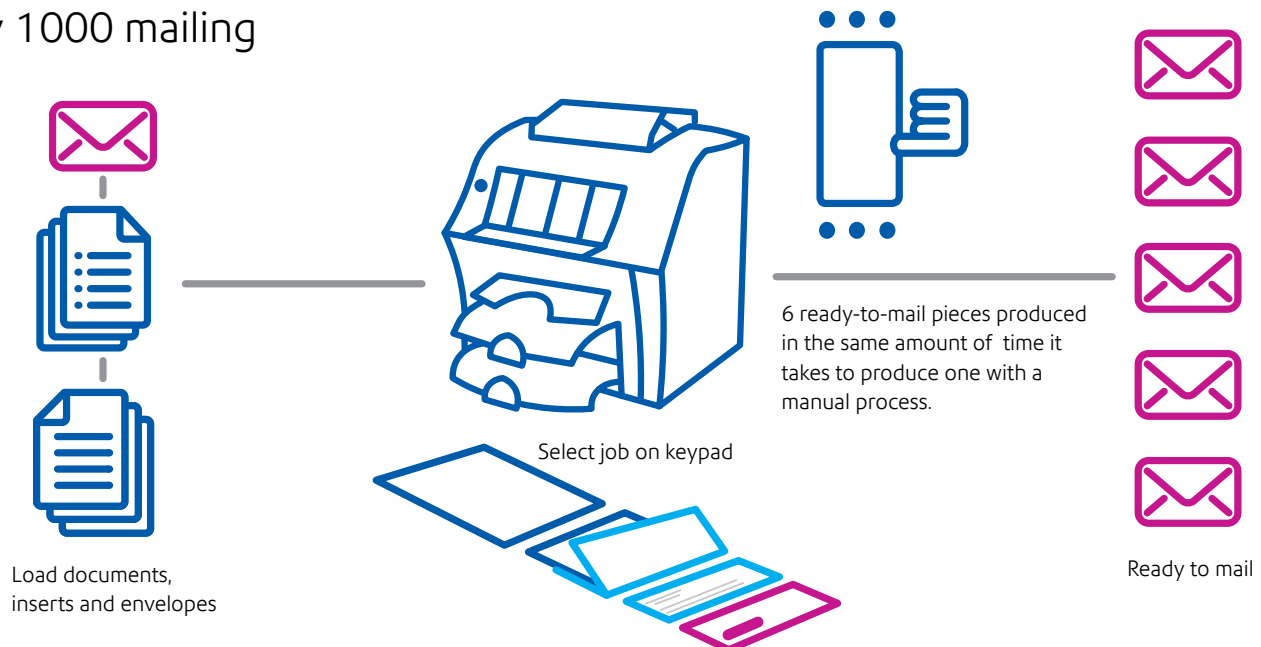 1000 mailing
6 ready-to-mail pieces produced
in the same amount of time it
takes to produce one with a
manual process.
Select job on keypad
Load documents,
inserts and envelopes
Ready to mail